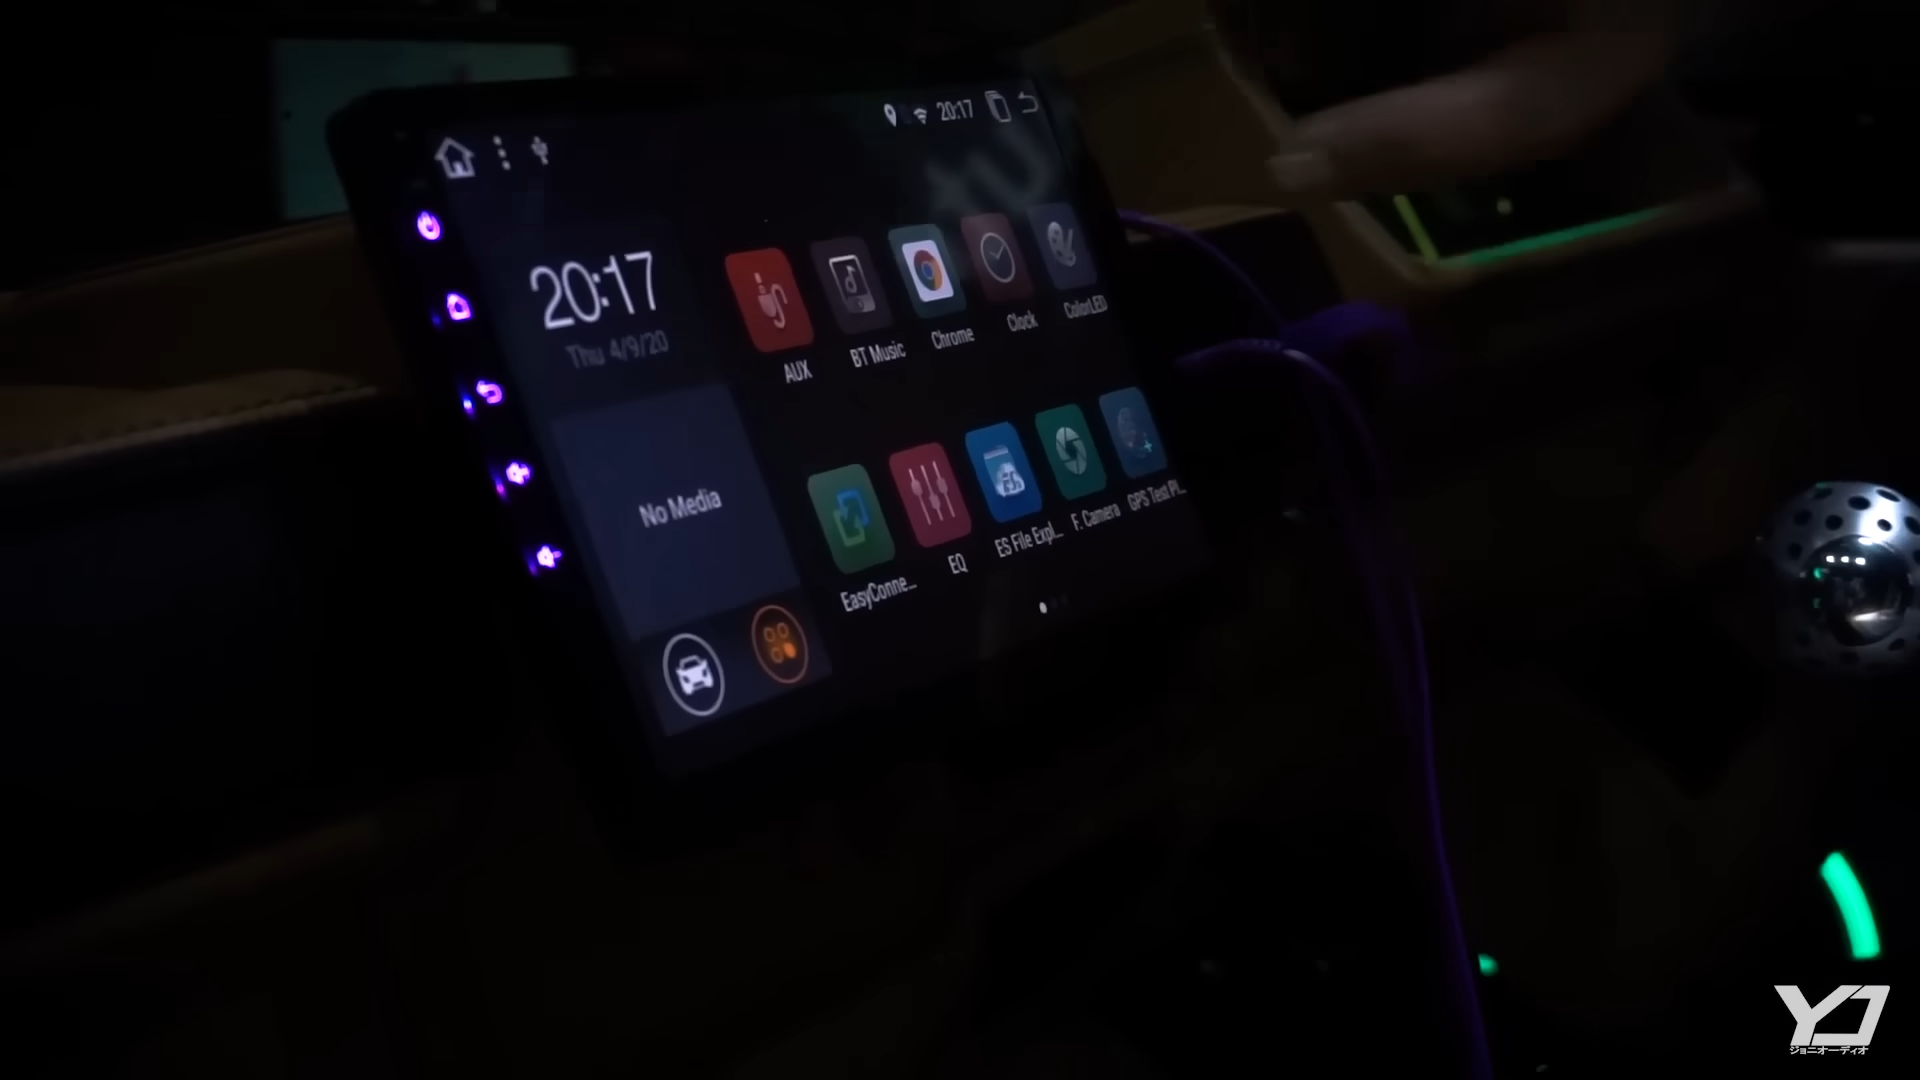 20:17
20:17
Thu 4/9/20
AUX
BT Music
Chrome
Clock
ColorLED
No Media
EasyConne...
EQ
ES File Expl...
F. Camera
GPS Test Pl...
YJ
ジョニオーディオ